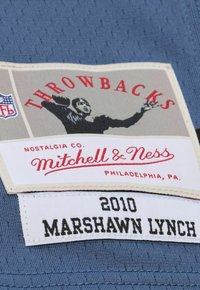 NFL
THROWBACKS
NOSTALGIA CO.
Mitchell & Ness
PHILADELPHIA, PA.
2010
MARSHAWN LYNCH